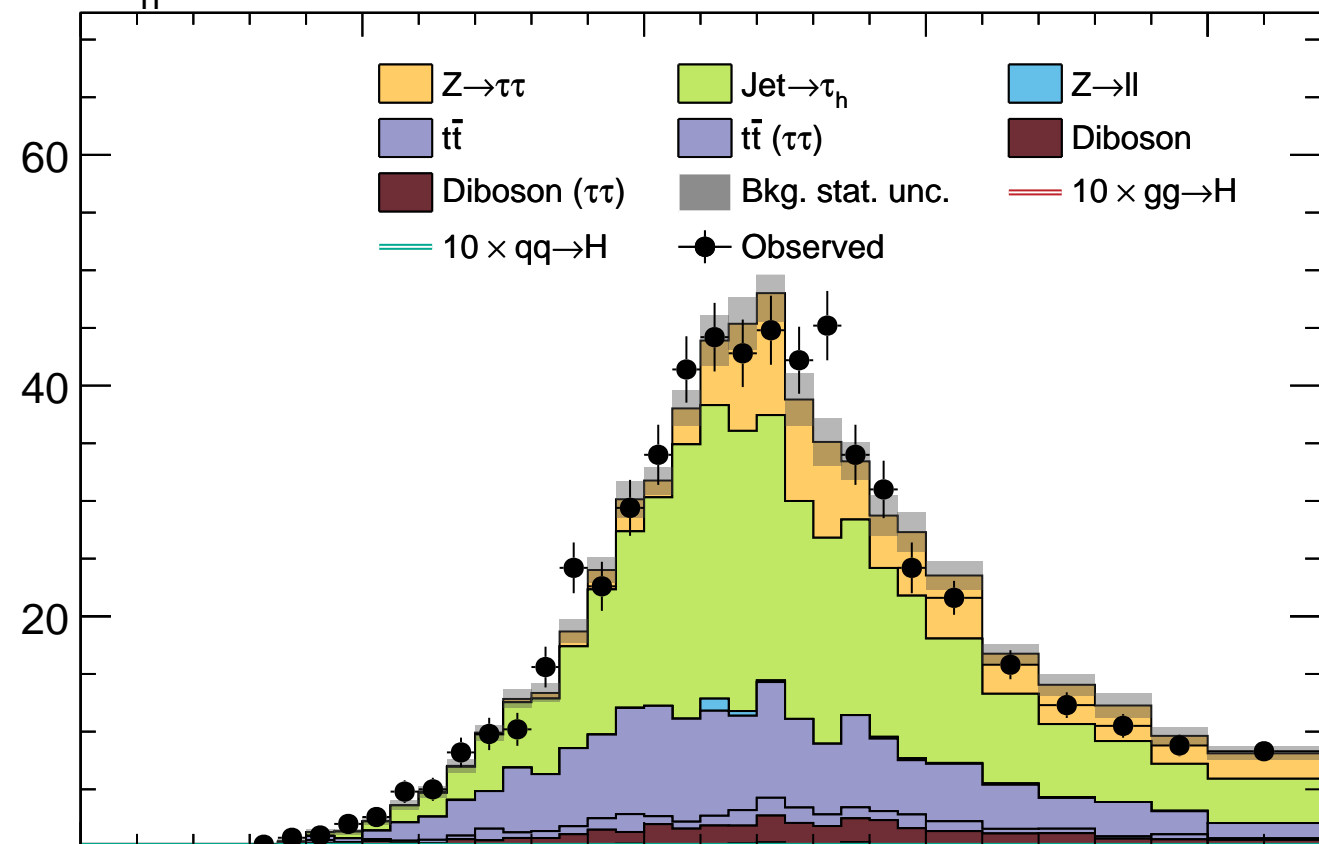 Z→ττ Jet→τh Z→ll
tt̄ tt̄ (ττ) Diboson
Diboson (ττ) Bkg. stat. unc. 10 × gg→H
10 × qq→H Observed
60
40
20